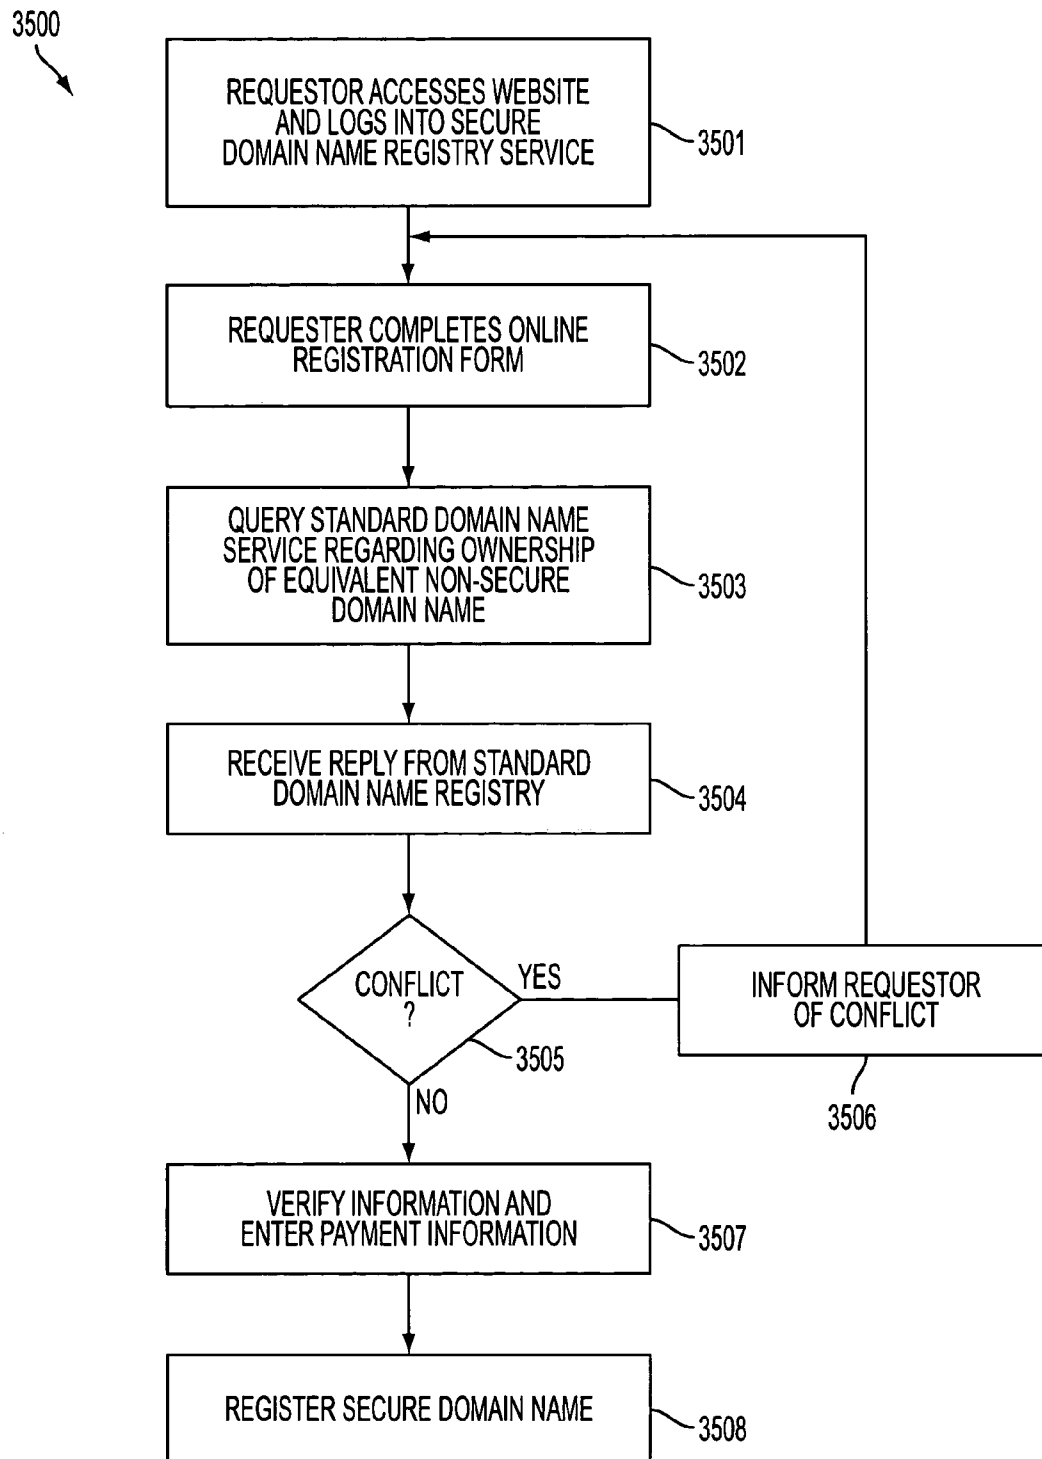 3500
REQUESTOR ACCESSES WEBSITE
AND LOGS INTO SECURE
DOMAIN NAME REGISTRY SERVICE
3501
REQUESTER COMPLETES ONLINE
REGISTRATION FORM
3502
QUERY STANDARD DOMAIN NAME
SERVICE REGARDING OWNERSHIP
OF EQUIVALENT NON-SECURE
DOMAIN NAME
3503
RECEIVE REPLY FROM STANDARD
DOMAIN NAME REGISTRY
3504
CONFLICT
?
YES
3505
NO
INFORM REQUESTOR
OF CONFLICT
3506
VERIFY INFORMATION AND
ENTER PAYMENT INFORMATION
3507
REGISTER SECURE DOMAIN NAME
3508